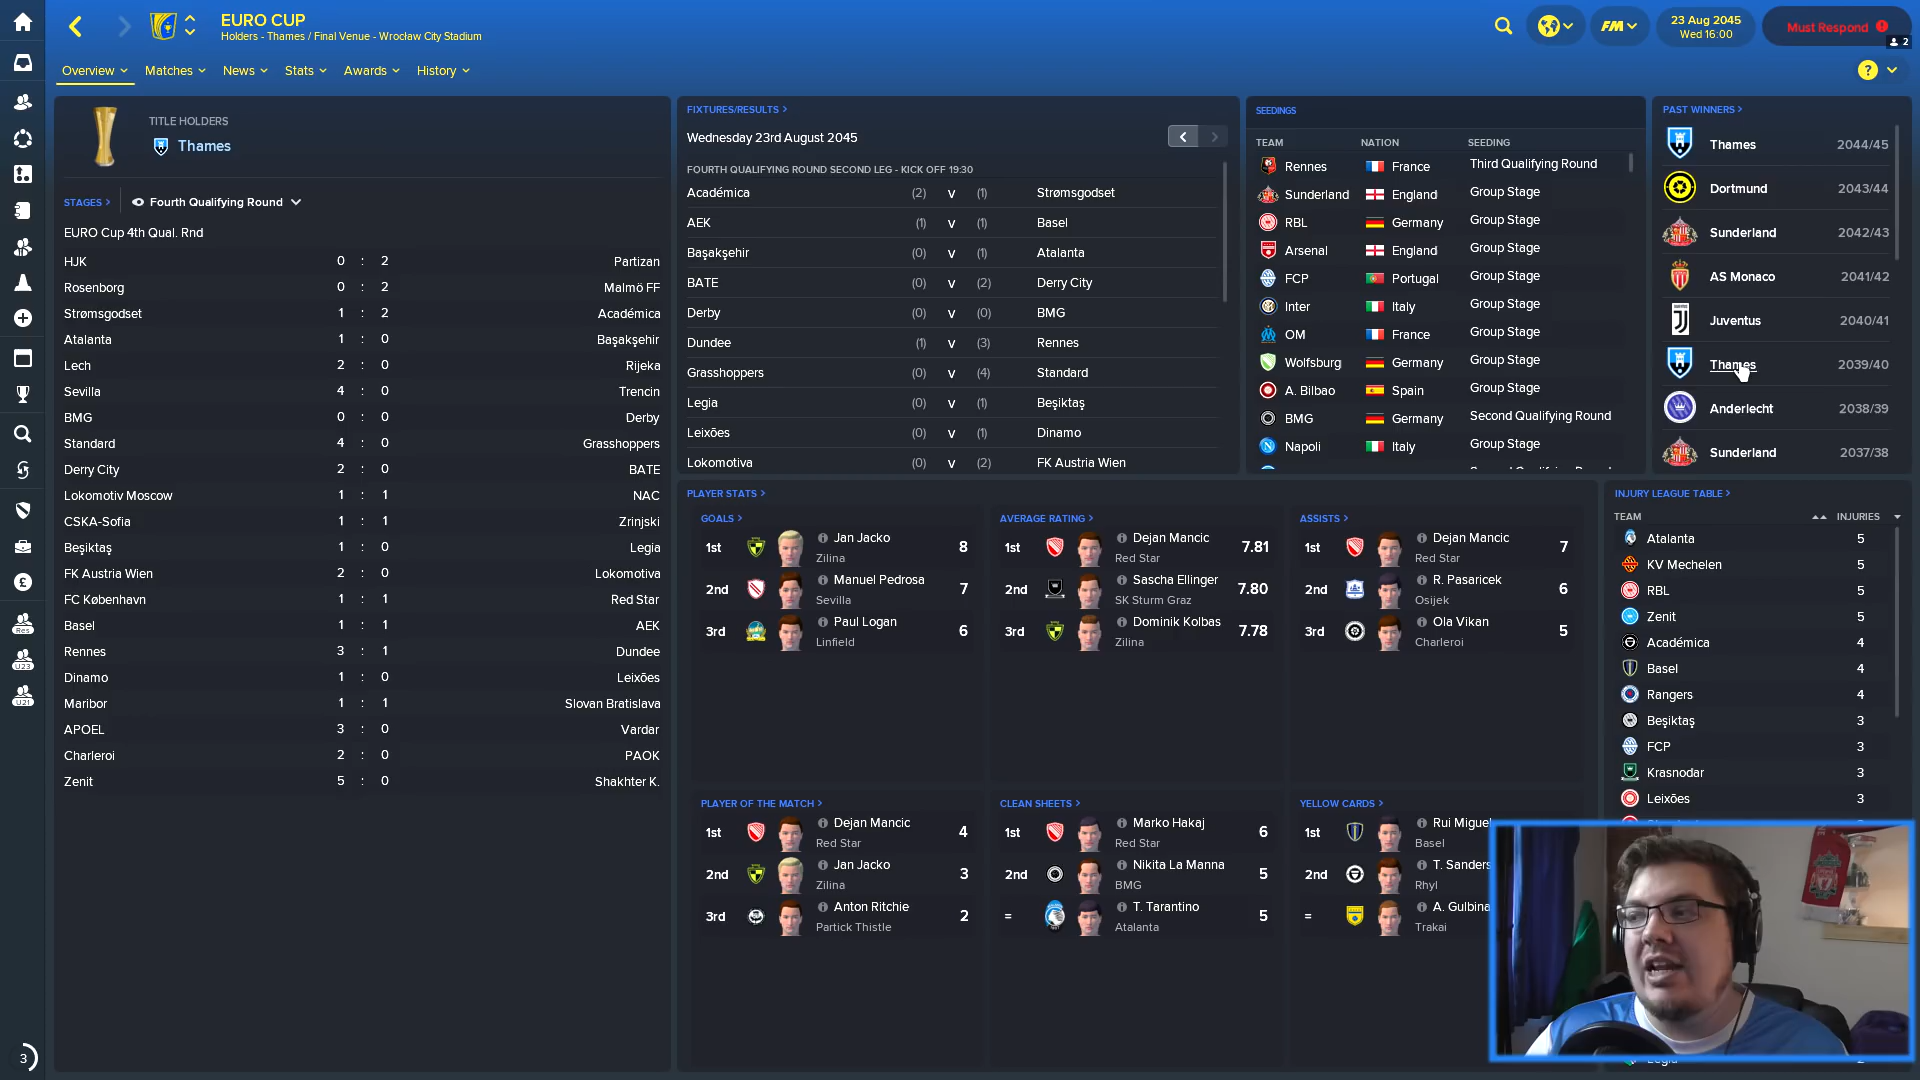 EURO CUP
Holders - Thames / Final Venue - Wrocław City Stadium
FM
23 Aug 2045
Wed 16:00
Must Respond
2
Overview
Matches
News
Stats
Awards
History
?
TITLE HOLDERS
Thames
STAGES >
Fourth Qualifying Round
EURO Cup 4th Qual. Rnd
HJK 0 : 2 Partizan
Rosenborg 0 : 2 Malmö FF
Strømsgodset 1 : 2 Académica
Atalanta 1 : 0 Başakşehir
Lech 2 : 0 Rijeka
Sevilla 4 : 0 Trencin
BMG 0 : 0 Derby
Standard 4 : 0 Grasshoppers
Derry City 2 : 0 BATE
Lokomotiv Moscow 1 : 1 NAC
CSKA-Sofia 1 : 1 Zrinjski
Beşiktaş 1 : 0 Legia
FK Austria Wien 2 : 0 Lokomotiva
FC København 1 : 1 Red Star
Basel 1 : 1 AEK
Rennes 3 : 1 Dundee
Dinamo 1 : 0 Leixões
Maribor 1 : 1 Slovan Bratislava
APOEL 3 : 0 Vardar
Charleroi 2 : 0 PAOK
Zenit 5 : 0 Shakhter K.
Res
U23
U21
3
FIXTURES/RESULTS >
Wednesday 23rd August 2045
FOURTH QUALIFYING ROUND SECOND LEG - KICK OFF 19:30
Académica (2) v (1) Strømsgodset
AEK (1) v (1) Basel
Başakşehir (0) v (1) Atalanta
BATE (0) v (2) Derry City
Derby (0) v (0) BMG
Dundee (1) v (3) Rennes
Grasshoppers (0) v (4) Standard
Legia (0) v (1) Beşiktaş
Leixões (0) v (1) Dinamo
Lokomotiva (0) v (2) FK Austria Wien
SEEDINGS
TEAM NATION SEEDING
Rennes France Third Qualifying Round
Sunderland England Group Stage
RBL Germany Group Stage
Arsenal England Group Stage
FCP Portugal Group Stage
Inter Italy Group Stage
OM France Group Stage
Wolfsburg Germany Group Stage
A. Bilbao Spain Group Stage
BMG Germany Second Qualifying Round
Napoli Italy Group Stage
PAST WINNERS >
Thames 2044/45
Dortmund 2043/44
Sunderland 2042/43
AS Monaco 2041/42
Juventus 2040/41
Thames 2039/40
Anderlecht 2038/39
Sunderland 2037/38
PLAYER STATS >
GOALS >
1st Jan Jacko 8
Zilina
2nd Manuel Pedrosa 7
Sevilla
3rd Paul Logan 6
Linfield
AVERAGE RATING >
1st Dejan Mancic 7.81
Red Star
2nd Sascha Ellinger 7.80
SK Sturm Graz
3rd Dominik Kolbas 7.78
Zilina
ASSISTS >
1st Dejan Mancic 7
Red Star
2nd R. Pasaricek 6
Osijek
3rd Ola Vikan 5
Charleroi
PLAYER OF THE MATCH >
1st Dejan Mancic 4
Red Star
2nd Jan Jacko 3
Zilina
3rd Anton Ritchie 2
Partick Thistle
CLEAN SHEETS >
1st Marko Hakaj 6
Red Star
2nd Nikita La Manna 5
BMG
= T. Tarantino 5
Atalanta
YELLOW CARDS >
1st Rui Miguel
Basel
2nd T. Sanders
Rhyl
= A. Gulbina
Trakai
INJURY LEAGUE TABLE >
TEAM INJURIES
Atalanta 5
KV Mechelen 5
RBL 5
Zenit 5
Académica 4
Basel 4
Rangers 4
Beşiktaş 3
FCP 3
Krasnodar 3
Leixões 3